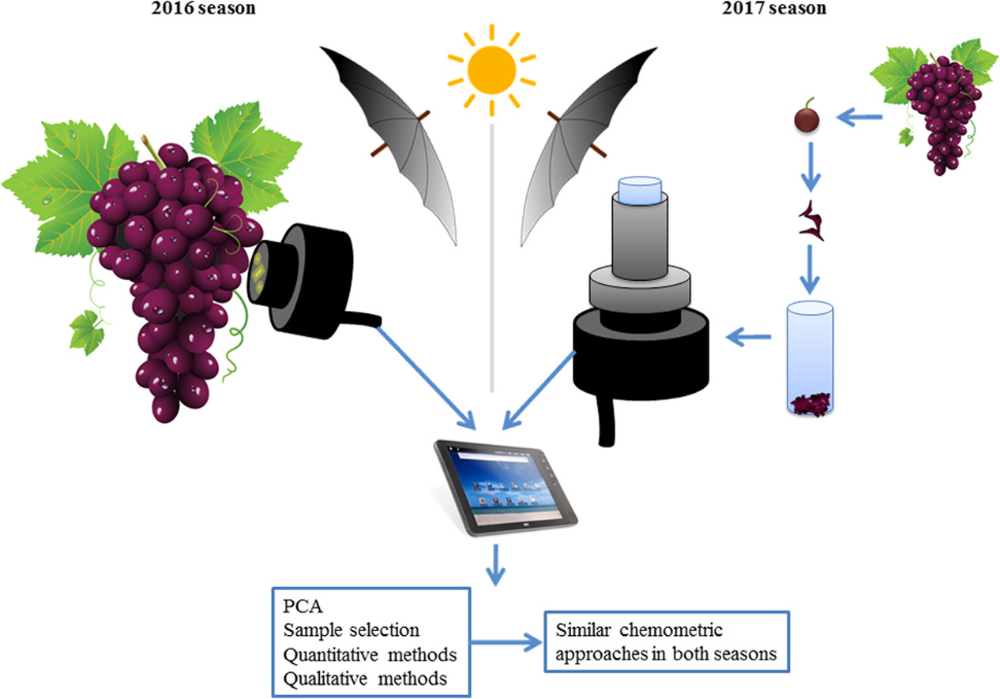 2016 season
2017 season
PCA
Sample selection
Quantitative methods
Qualitative methods
Similar chemometric
approaches in both seasons